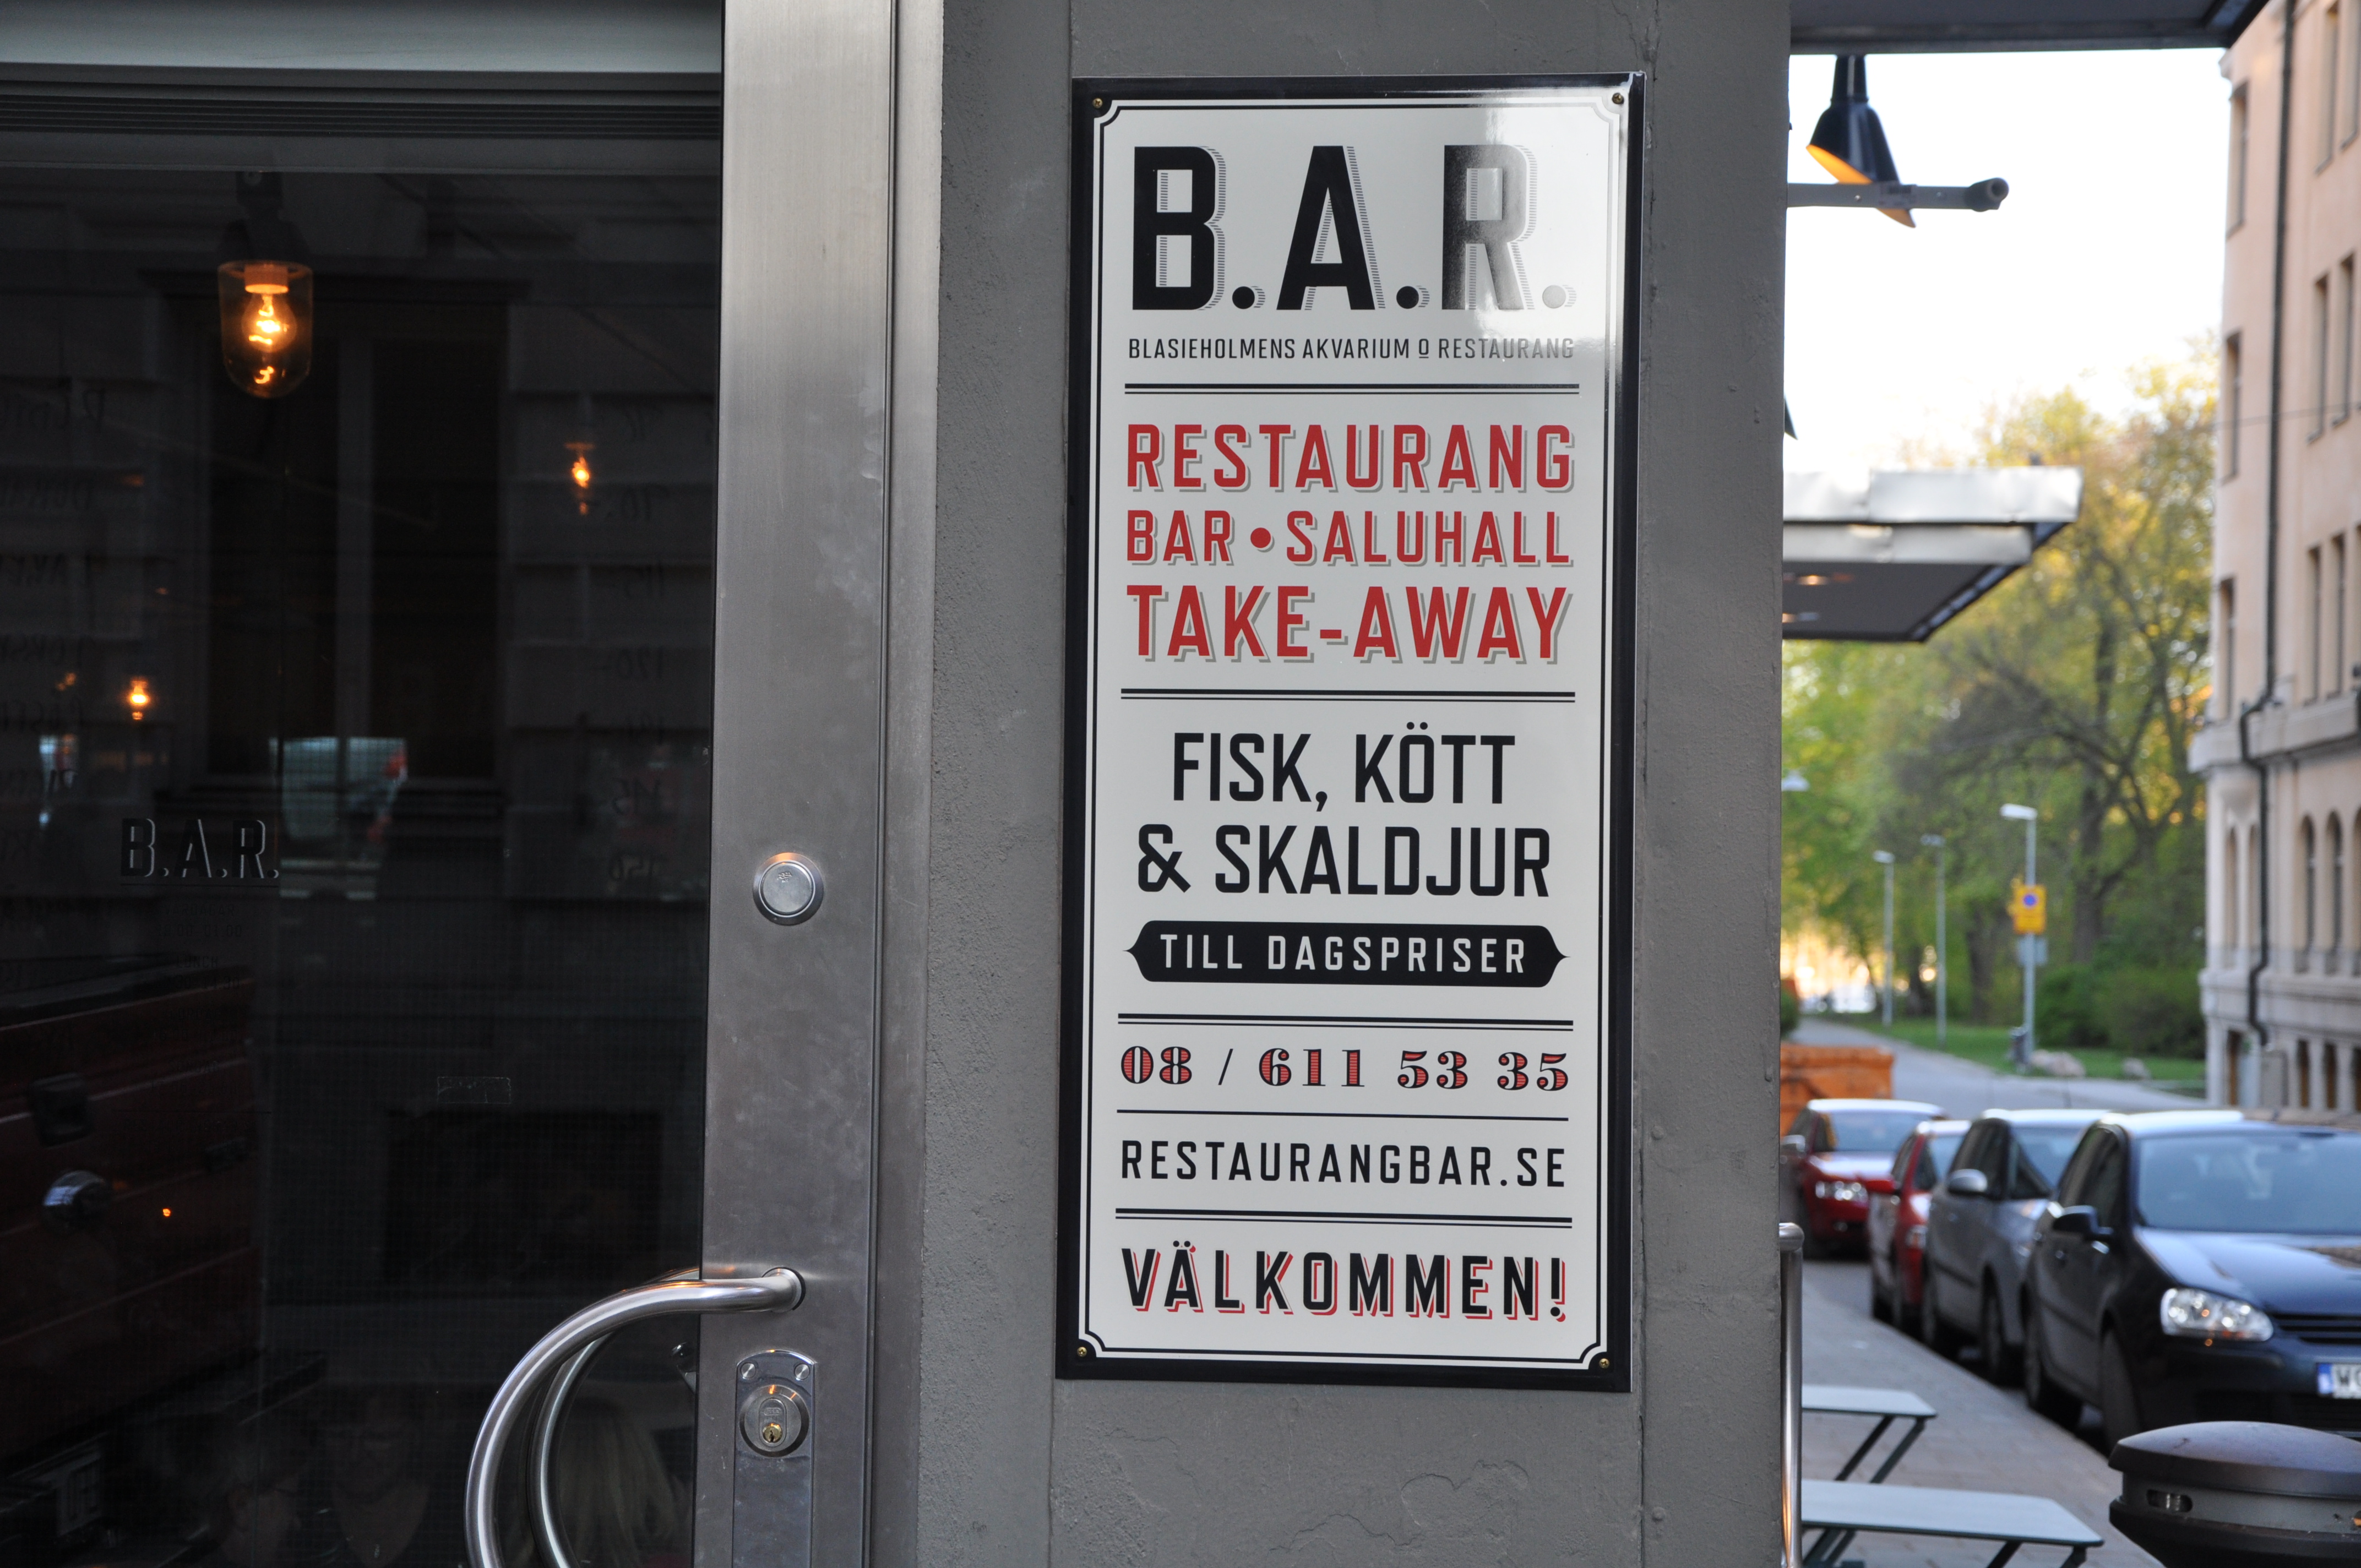 B.A.R.
BLASIEHOLMENS AKVARIUM O RESTAURANG
RESTAURANG
BAR • SALUHALL
TAKE-AWAY
FISK, KÖTT
& SKALDJUR
TILL DAGSPRISER
08 / 611 53 35
RESTAURANGBAR.SE
VÄLKOMMEN!
B.A.R.